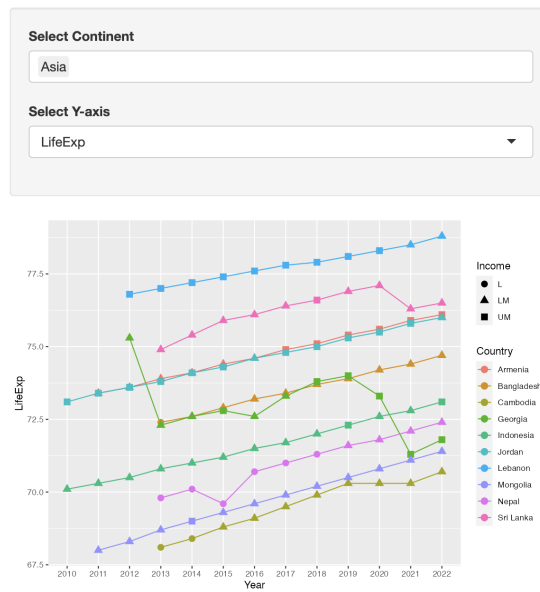 Select Continent
Asia
Select Y-axis
LifeExp
77.5
75.0
72.5
70.0
67.5
LifeExp
2010 2011 2012 2013 2014 2015 2016 2017 2018 2019 2020 2021 2022
Year
Income
L
LM
UM
Country
Armenia
Bangladesh
Cambodia
Georgia
Indonesia
Jordan
Lebanon
Mongolia
Nepal
Sri Lanka